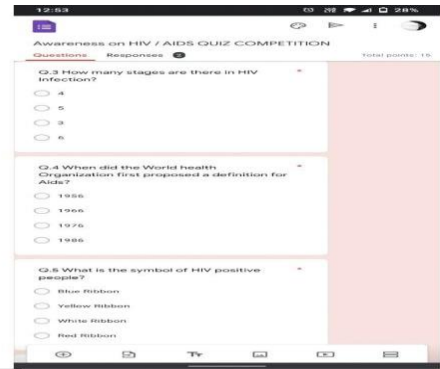 12:53
28%
Awareness on HIV / AIDS QUIZ COMPETITION
Questions Responses
Total points: 15
Q.3 How many stages are there in HIV *
Infection?
4
5
3
6
Q.4 When did the World health *
Organization first proposed a definition for
Aids?
1956
1966
1976
1986
Q.5 What is the symbol of HIV positive *
people?
Blue Ribbon
Yellow Ribbon
White Ribbon
Red Ribbon
Tr